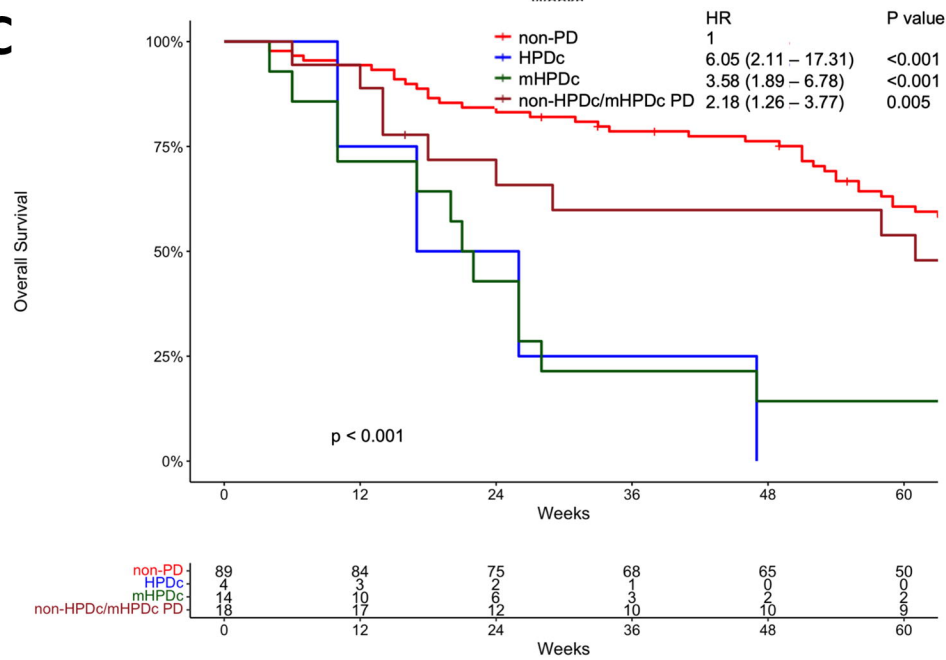 C
HR P value
non-PD 1
HPDc 6.05 (2.11 – 17.31) <0.001
mHPDc 3.58 (1.89 – 6.78) <0.001
non-HPDc/mHPDc PD 2.18 (1.26 – 3.77) 0.005
100%
75%
50%
25%
0%
Overall Survival
p < 0.001
0 12 24 36 48 60
Weeks
non-PD 89 84 75 68 65 50
HPDc 4 3 2 1 0 0
mHPDc 14 10 6 3 2 2
non-HPDc/mHPDc PD 18 17 12 10 10 9
0 12 24 36 48 60
Weeks